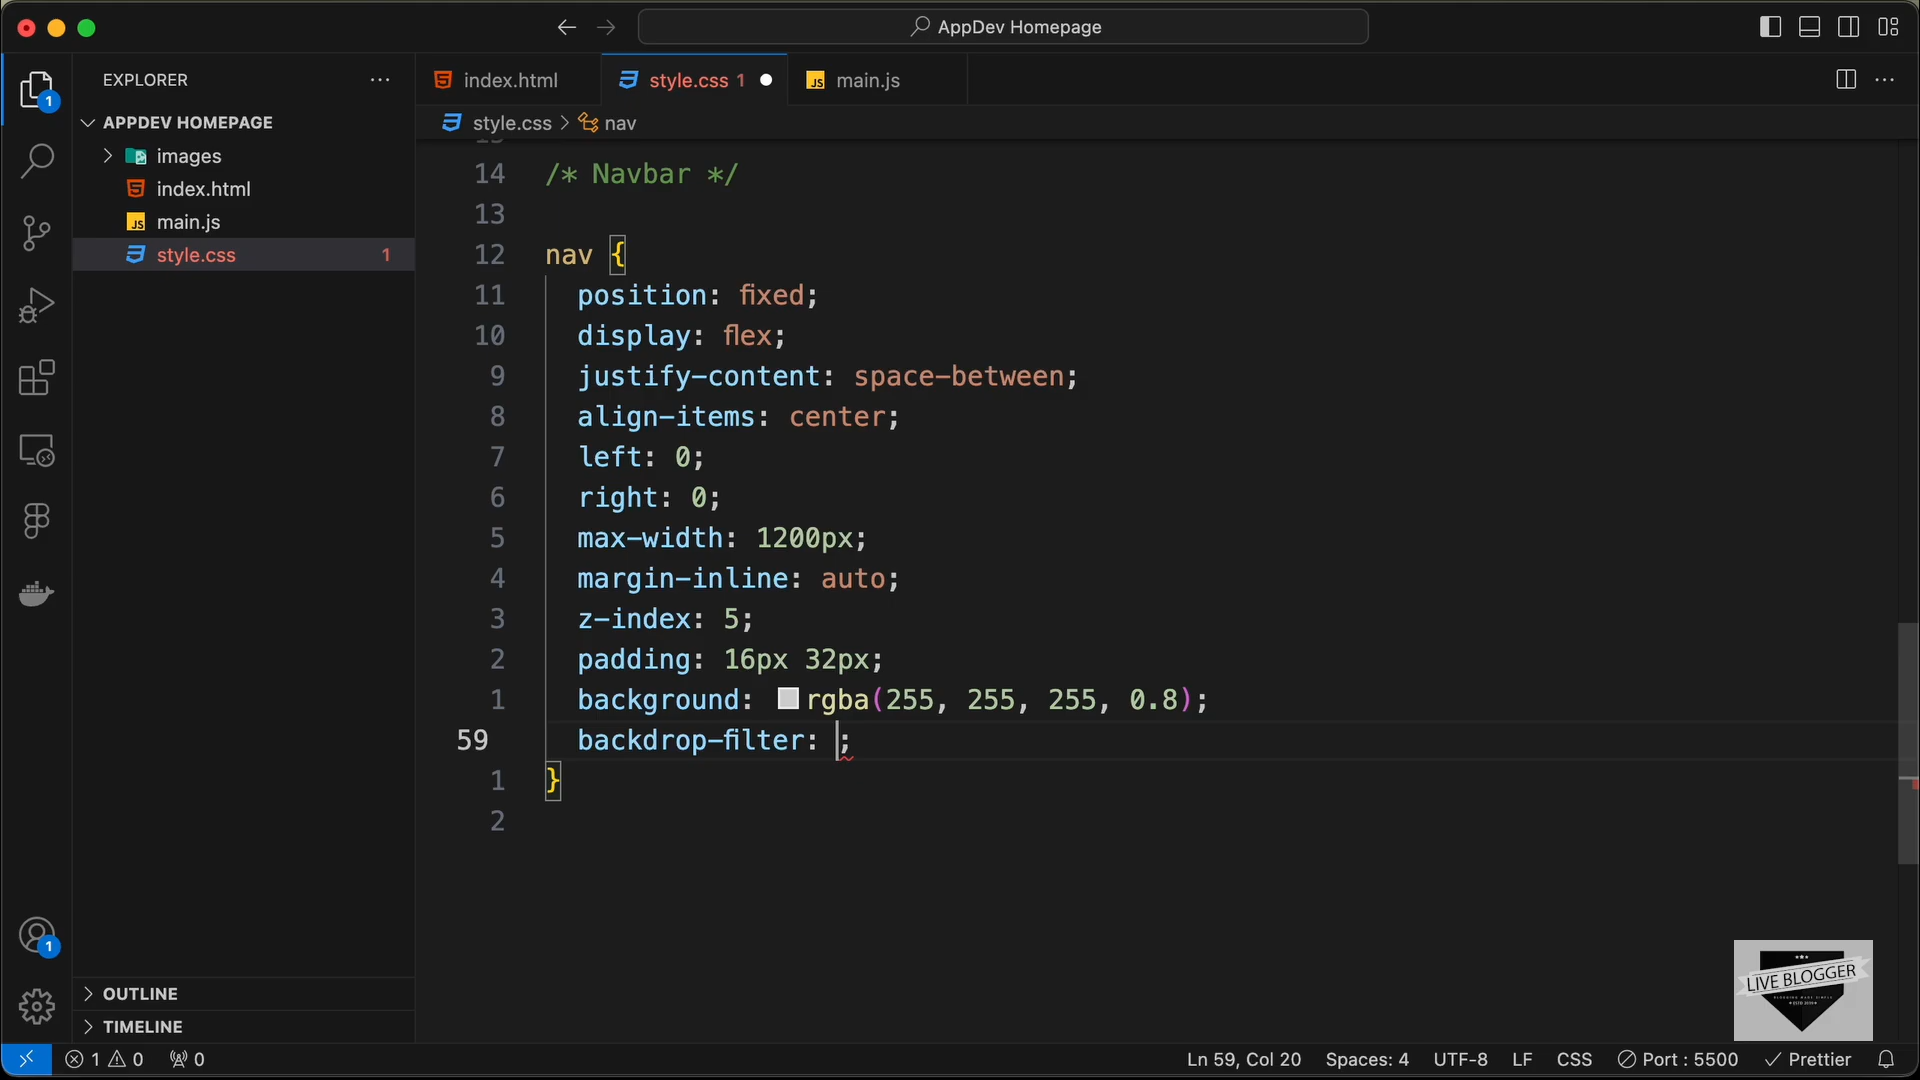 AppDev Homepage
EXPLORER
APPDEV HOMEPAGE
images
index.html
main.js
style.css 1
index.html
style.css 1
main.js
style.css > nav
14 /* Navbar */
13
12 nav {
11 position: fixed;
10 display: flex;
9 justify-content: space-between;
8 align-items: center;
7 left: 0;
6 right: 0;
5 max-width: 1200px;
4 margin-inline: auto;
3 z-index: 5;
2 padding: 16px 32px;
1 background: rgba(255, 255, 255, 0.8);
59 backdrop-filter: ;
1 }
2
1
1
OUTLINE
TIMELINE
LIVE BLOGGER
1 0 0
Ln 59, Col 20 Spaces: 4 UTF-8 LF CSS Port : 5500 Prettier